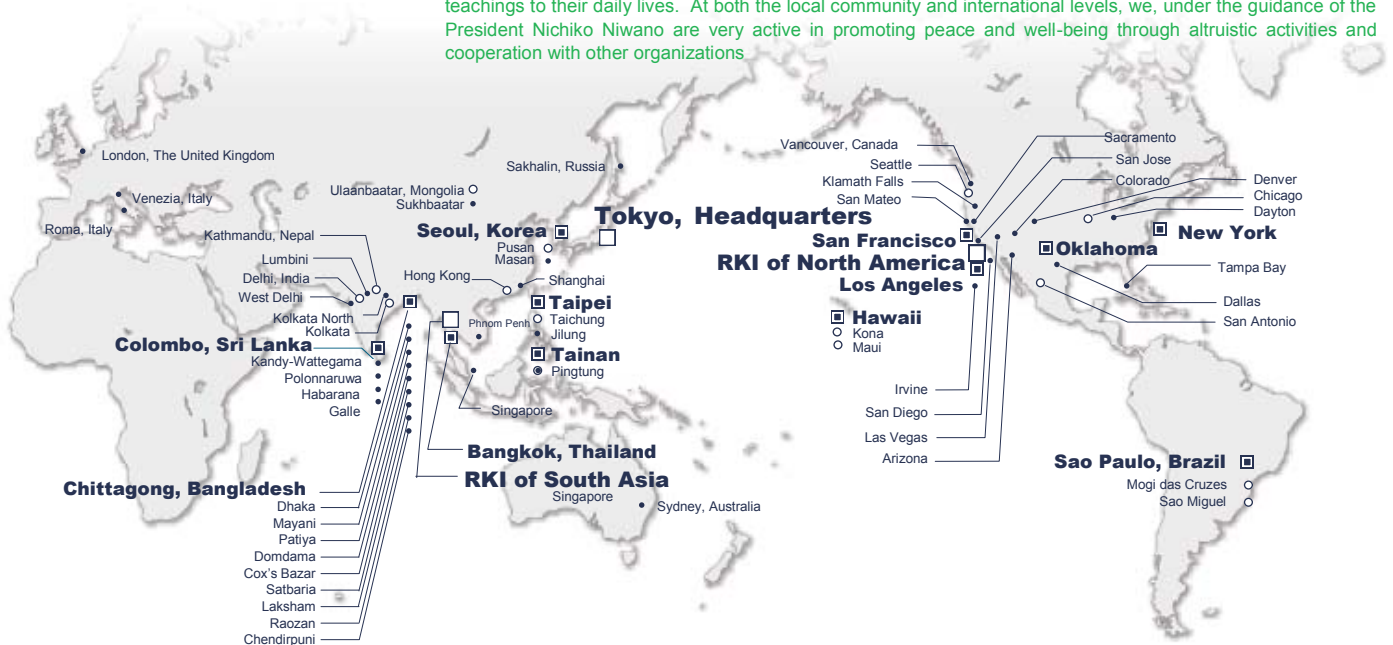 teachings to their daily lives. At both the local community and international levels, we, under the guidance of the
President Nichiko Niwano are very active in promoting peace and well-being through altruistic activities and
cooperation with other organizations
London, The United Kingdom
Venezia, Italy
Roma, Italy
Sakhalin, Russia
Ulaanbaatar, Mongolia
Sukhbaatar
Tokyo, Headquarters
Seoul, Korea
Pusan
Masan
Kathmandu, Nepal
Lumbini
Delhi, India
West Delhi
Kolkata North
Kolkata
Hong Kong
Shanghai
Taipei
Taichung
Jilung
Tainan
Pingtung
Phnom Penh
Colombo, Sri Lanka
Kandy-Wattegama
Polonnaruwa
Habarana
Galle
Singapore
Bangkok, Thailand
RKI of South Asia
Singapore
Sydney, Australia
Chittagong, Bangladesh
Dhaka
Mayani
Patiya
Domdama
Cox's Bazar
Satbaria
Laksham
Raozan
Chendirpuni
Vancouver, Canada
Seattle
Klamath Falls
San Mateo
San Francisco
RKI of North America
Los Angeles
Hawaii
Kona
Maui
Irvine
San Diego
Las Vegas
Arizona
Sacramento
San Jose
Colorado
Denver
Chicago
Dayton
New York
Oklahoma
Tampa Bay
Dallas
San Antonio
Sao Paulo, Brazil
Mogi das Cruzes
Sao Miguel